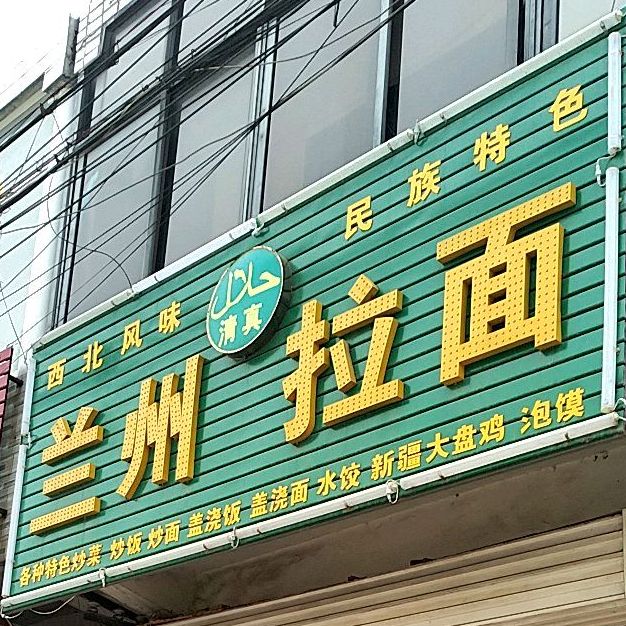 西北风味
حلال
清真
民族特色
兰州 拉面
各种特色炒菜 炒饭 炒面 盖浇饭 盖浇面 水饺 新疆大盘鸡 泡馍